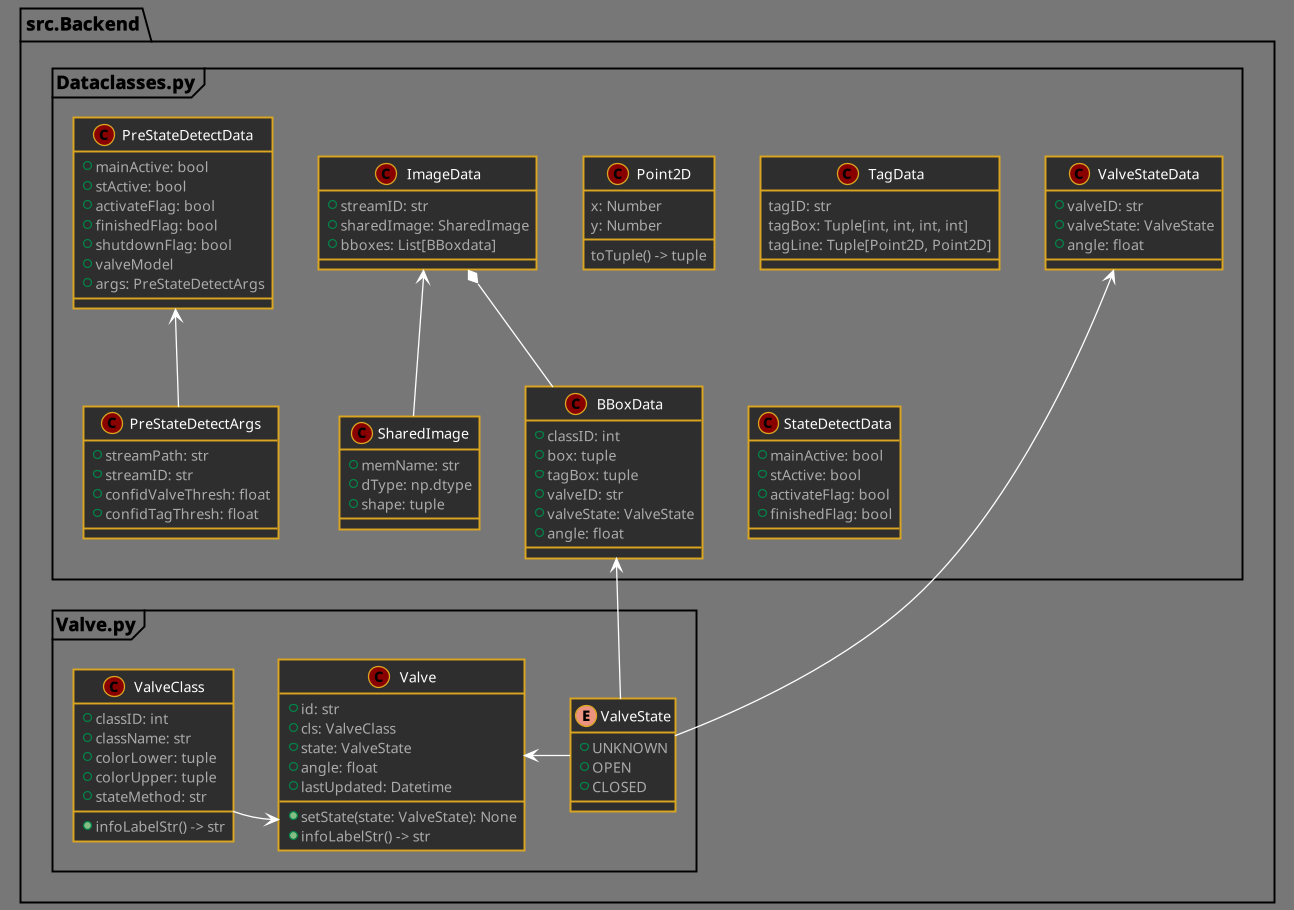 src.Backend
Dataclasses.py
C PreStateDetectData
mainActive: bool
stActive: bool
activateFlag: bool
finishedFlag: bool
shutdownFlag: bool
valveModel
args: PreStateDetectArgs
C ImageData
streamID: str
sharedImage: SharedImage
bboxes: List[BBoxdata]
C Point2D
x: Number
y: Number
toTuple() -> tuple
C TagData
tagID: str
tagBox: Tuple[int, int, int, int]
tagLine: Tuple[Point2D, Point2D]
C ValveStateData
valveID: str
valveState: ValveState
angle: float
C PreStateDetectArgs
streamPath: str
streamID: str
confidValveThresh: float
confidTagThresh: float
C SharedImage
memName: str
dType: np.dtype
shape: tuple
C BBoxData
classID: int
box: tuple
tagBox: tuple
valveID: str
valveState: ValveState
angle: float
C StateDetectData
mainActive: bool
stActive: bool
activateFlag: bool
finishedFlag: bool
Valve.py
C ValveClass
classID: int
className: str
colorLower: tuple
colorUpper: tuple
stateMethod: str
infoLabelStr() -> str
C Valve
id: str
cls: ValveClass
state: ValveState
angle: float
lastUpdated: Datetime
setState(state: ValveState): None
infoLabelStr() -> str
E ValveState
UNKNOWN
OPEN
CLOSED